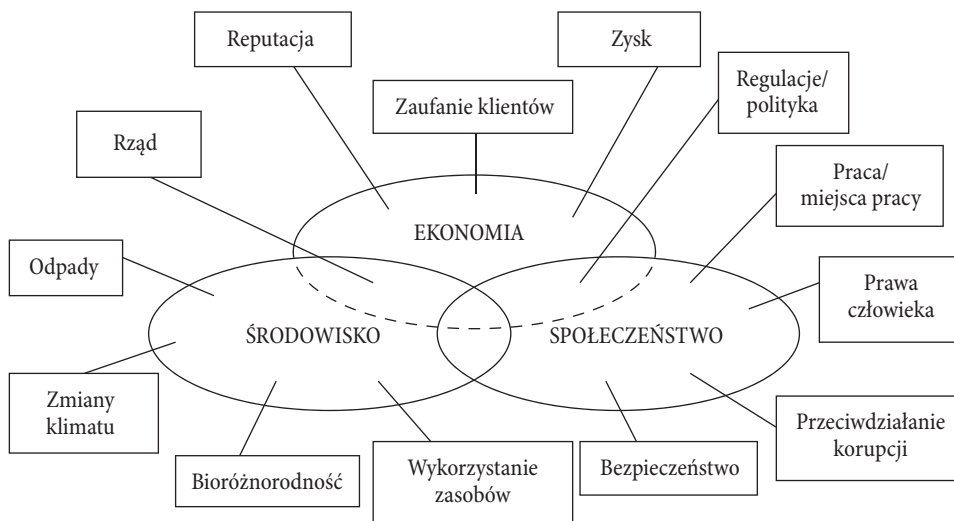 Reputacja
Zysk
Regulacje/
polityka
Zaufanie klientów
Rząd
Praca/
miejsca pracy
EKONOMIA
Odpady
Prawa
człowieka
ŚRODOWISKO
SPOŁECZEŃSTWO
Zmiany
klimatu
Przeciwdziałanie
korupcji
Bioróżnorodność
Wykorzystanie
zasobów
Bezpieczeństwo